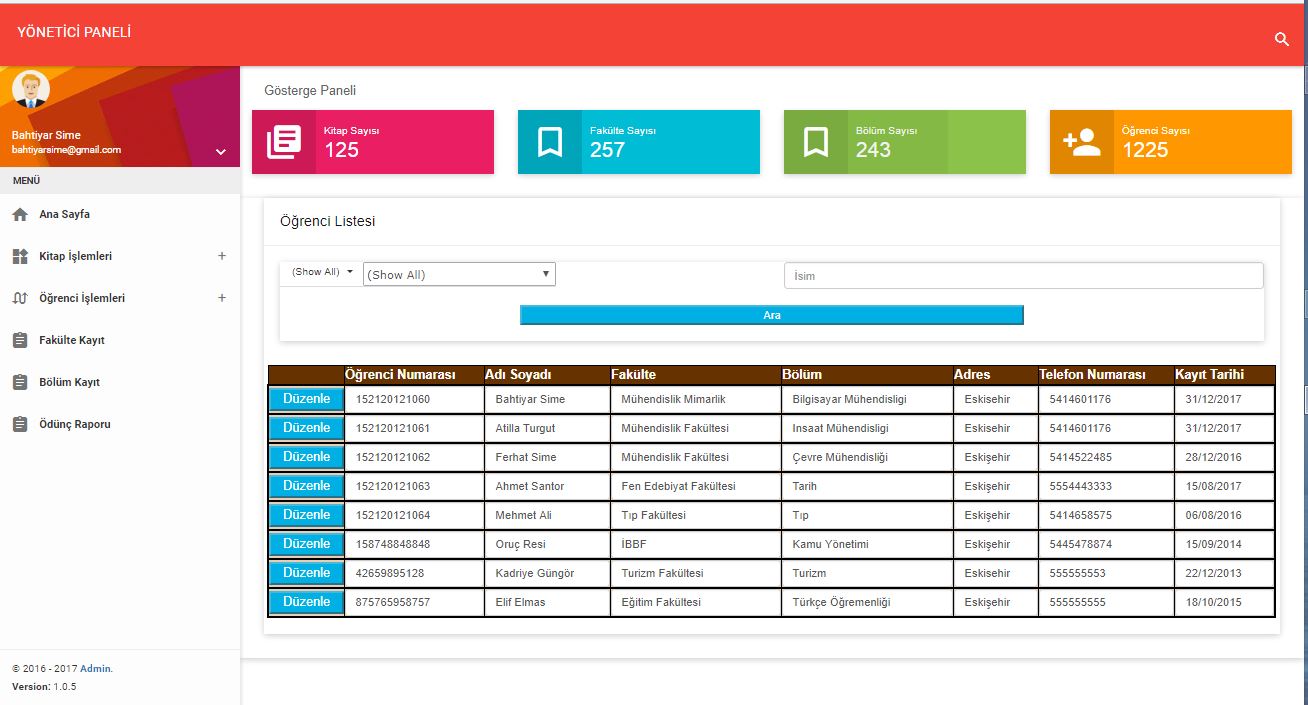 YÖNETİCİ PANELİ
Bahtiyar Sime
bahtiyarsime@gmail.com
MENÜ
Ana Sayfa
Kitap İşlemleri +
Öğrenci İşlemleri +
Fakülte Kayıt
Bölüm Kayıt
Ödünç Raporu
© 2016 - 2017 Admin.
Version: 1.0.5
Gösterge Paneli
Kitap Sayısı
125
Fakülte Sayısı
257
Bölüm Sayısı
243
Öğrenci Sayısı
1225
Öğrenci Listesi
(Show All) (Show All) İsim
Ara
Öğrenci Numarası Adı Soyadı Fakülte Bölüm Adres Telefon Numarası Kayıt Tarihi
Düzenle 152120121060 Bahtiyar Sime Mühendislik Mimarlik Bilgisayar Mühendisligi Eskisehir 5414601176 31/12/2017
Düzenle 152120121061 Atilla Turgut Mühendislik Fakültesi Insaat Mühendisligi Eskisehir 5414601176 31/12/2017
Düzenle 152120121062 Ferhat Sime Mühendislik Fakültesi Çevre Mühendisliği Eskişehir 5414522485 28/12/2016
Düzenle 152120121063 Ahmet Santor Fen Edebiyat Fakültesi Tarih Eskişehir 5554443333 15/08/2017
Düzenle 152120121064 Mehmet Ali Tıp Fakültesi Tıp Eskişehir 5414658575 06/08/2016
Düzenle 158748848848 Oruç Resi İBBF Kamu Yönetimi Eskişehir 5445478874 15/09/2014
Düzenle 42659895128 Kadriye Güngör Turizm Fakültesi Turizm Eskisehir 555555553 22/12/2013
Düzenle 875765958757 Elif Elmas Eğitim Fakültesi Türkçe Öğremenliği Eskişehir 555555555 18/10/2015